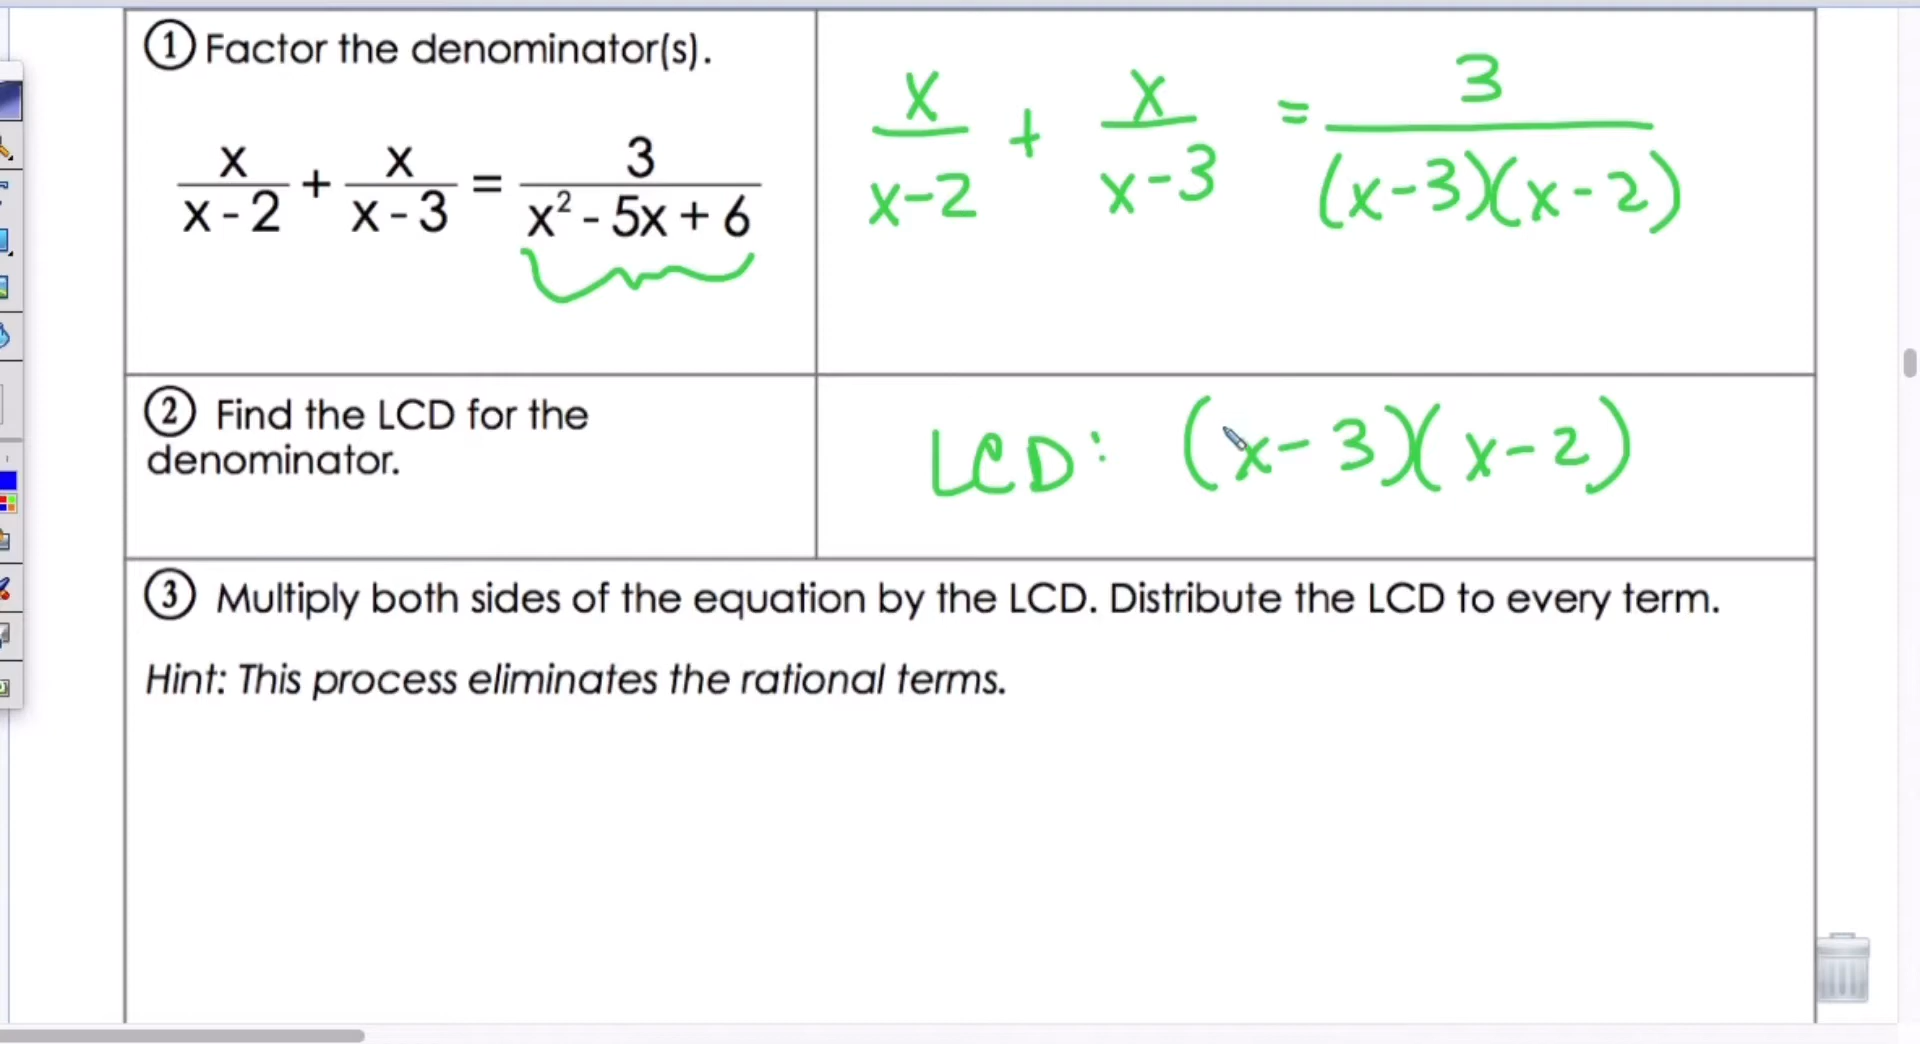 ① Factor the denominator(s).
x/(x - 2) + x/(x - 3) = 3/(x² - 5x + 6)
x/(x-2) + x/(x-3) = 3/((x-3)(x-2))
② Find the LCD for the
denominator.
LCD: (x-3)(x-2)
③ Multiply both sides of the equation by the LCD. Distribute the LCD to every term.
Hint: This process eliminates the rational terms.